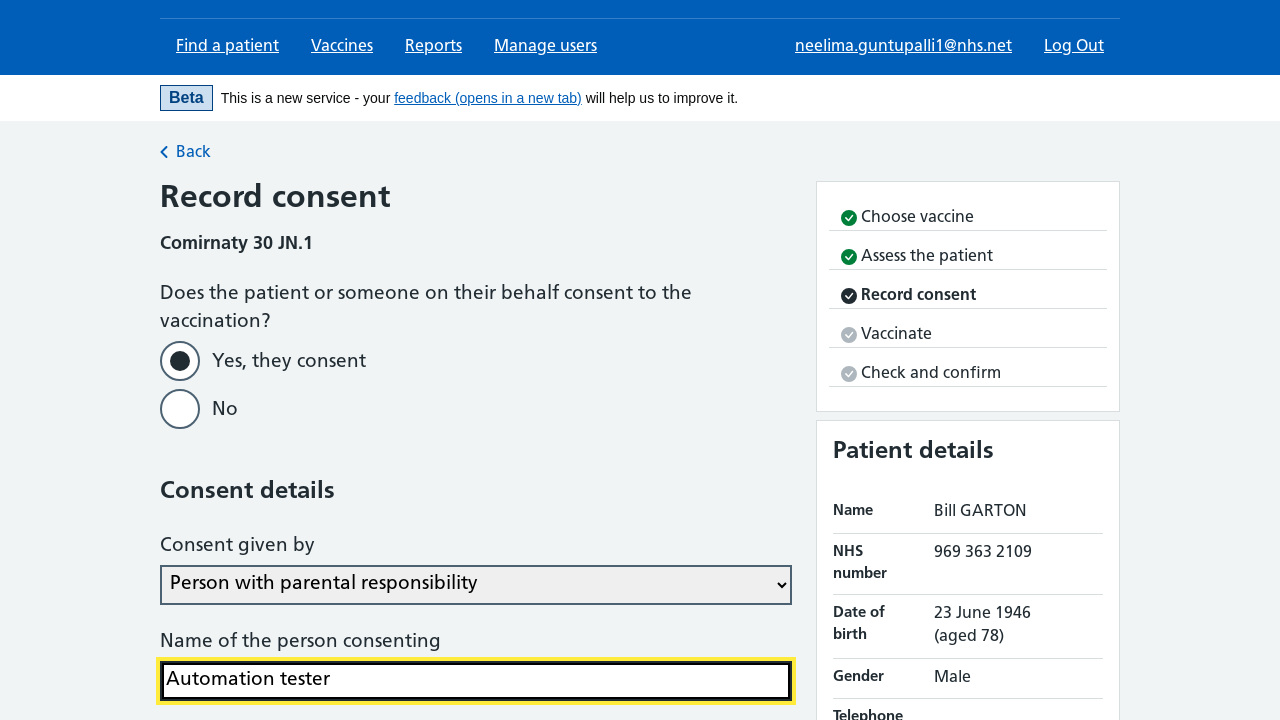 Find a patient
Vaccines
Reports
Manage users
neelima.guntupalli1@nhs.net
Log Out
Beta
This is a new service - your feedback (opens in a new tab) will help us to improve it.
Back
Record consent
Comirnaty 30 JN.1
Does the patient or someone on their behalf consent to the
vaccination?
Yes, they consent
No
Consent details
Consent given by
Person with parental responsibility
Name of the person consenting
Automation tester
Choose vaccine
Assess the patient
Record consent
Vaccinate
Check and confirm
Patient details
Name
Bill GARTON
NHS
number
969 363 2109
Date of
birth
23 June 1946
(aged 78)
Gender
Male
Telephone